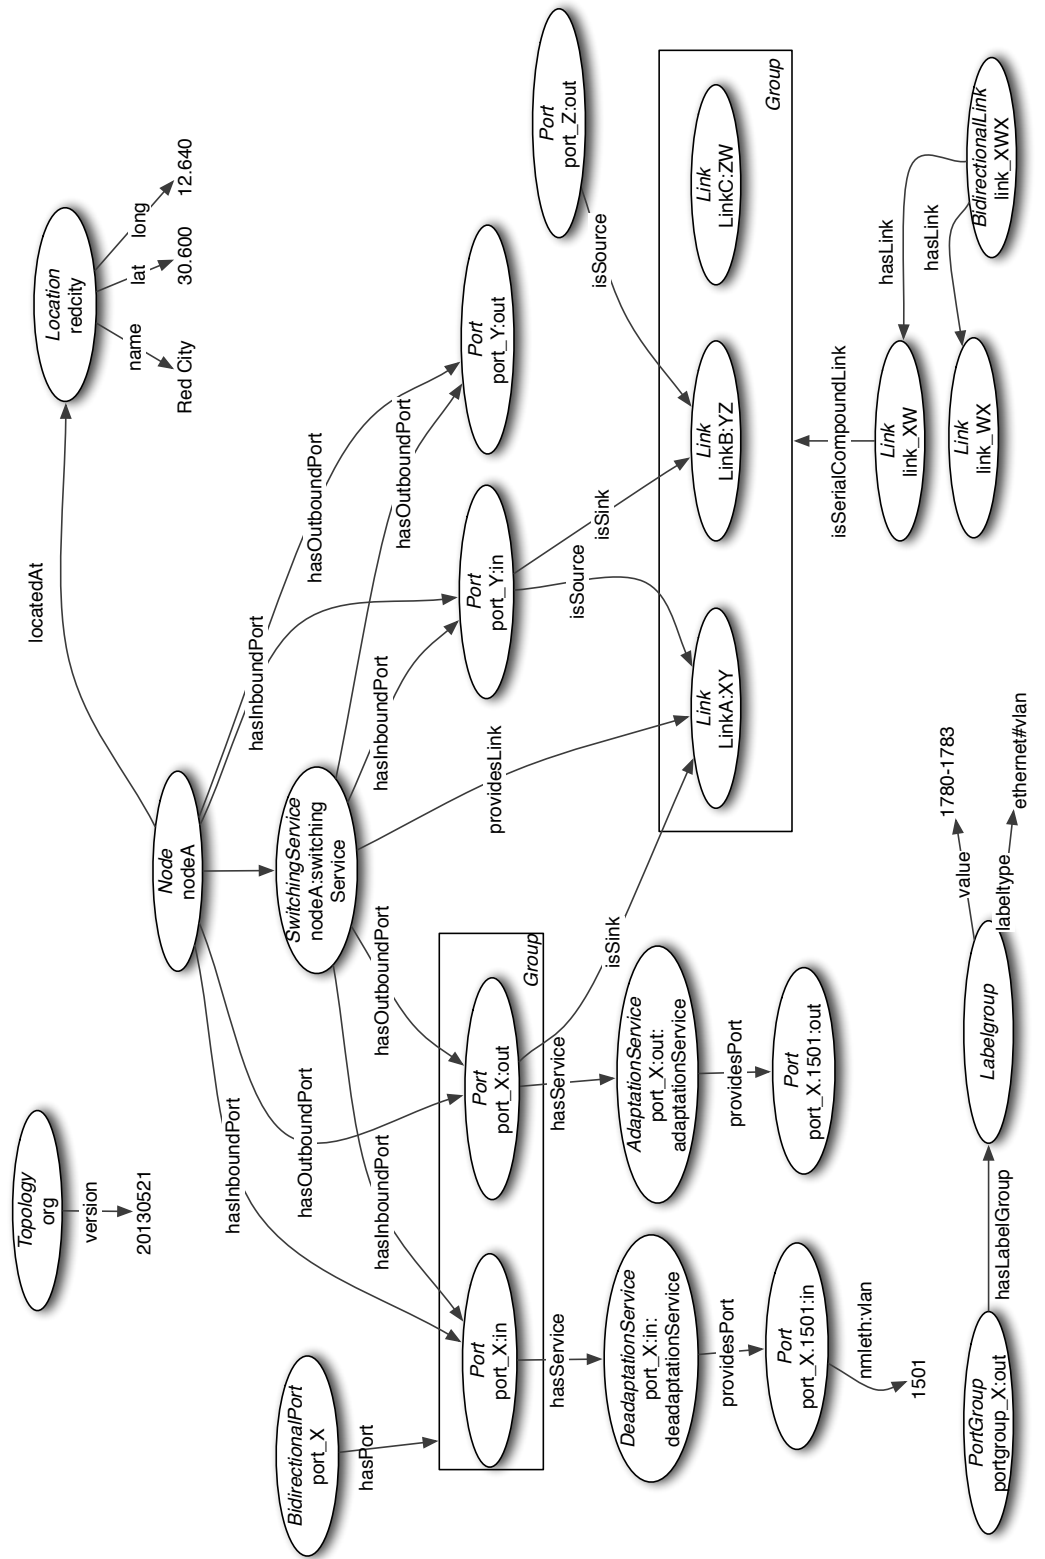 Topology
org
version
20130521
Location
redcity
name
lat
long
Red City
30.600
12.640
locatedAt
Node
nodeA
hasInboundPort
hasOutboundPort
hasInboundPort
hasOutboundPort
BidirectionalPort
port_X
hasPort
SwitchingService
nodeA:switching
Service
hasInboundPort
hasOutboundPort
providesLink
hasInboundPort
hasOutboundPort
Port
port_X:in
Port
port_X:out
Group
Port
port_Y:in
Port
port_Y:out
Port
port_Z:out
hasService
hasService
isSink
isSource
isSink
isSource
DeadaptationService
port_X:in:
deadaptationService
AdaptationService
port_X:out:
adaptationService
Link
LinkA:XY
Link
LinkB:YZ
Link
LinkC:ZW
Group
providesPort
providesPort
Port
port_X.1501:in
Port
port_X.1501:out
nmleth:vlan
1501
isSerialCompoundLink
Link
link_XW
Link
link_WX
hasLink
hasLink
BidirectionalLink
link_XWX
PortGroup
portgroup_X:out
hasLabelGroup
Labelgroup
value
labeltype
1780-1783
ethernet#vlan